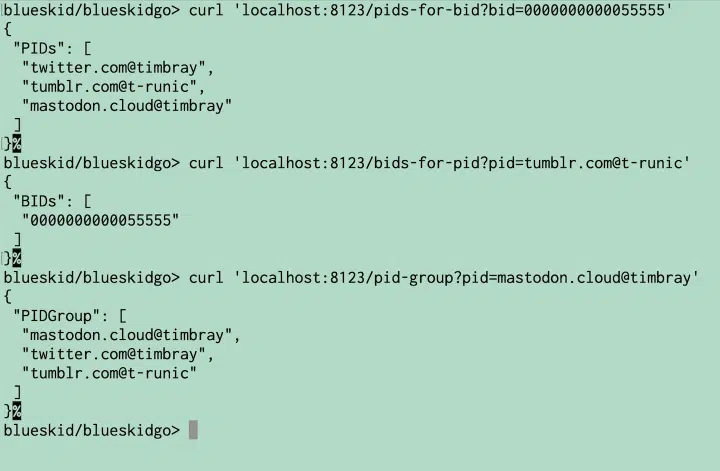 blueskid/blueskidgo> curl 'localhost:8123/pids-for-bid?bid=0000000000055555'
{
"PIDs": [
"twitter.com@timbray",
"tumblr.com@t-runic",
"mastodon.cloud@timbray"
]
}%
blueskid/blueskidgo> curl 'localhost:8123/bids-for-pid?pid=tumblr.com@t-runic'
{
"BIDs": [
"0000000000055555"
]
}%
blueskid/blueskidgo> curl 'localhost:8123/pid-group?pid=mastodon.cloud@timbray'
{
"PIDGroup": [
"mastodon.cloud@timbray",
"twitter.com@timbray",
"tumblr.com@t-runic"
]
}%
blueskid/blueskidgo>